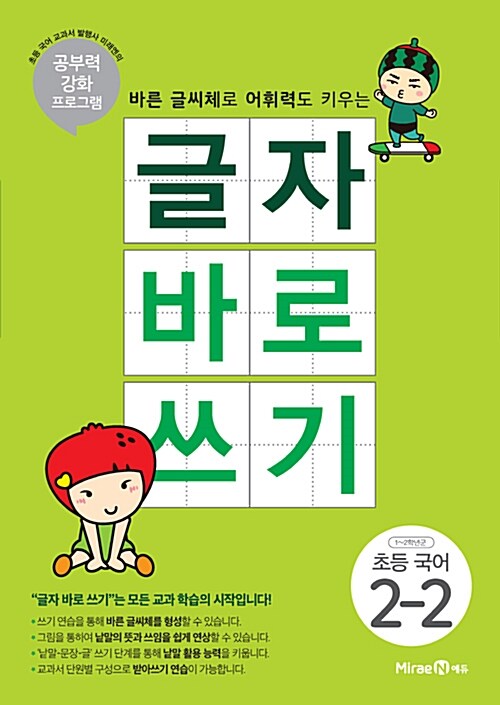 초등 국어 교과서 발행사 미래엔의
공부력
강화
프로그램
바른 글씨체로 어휘력도 키우는
글자
바로
쓰기
1~2학년군
초등 국어
2-2
“글자 바로 쓰기”는 모든 교과 학습의 시작입니다!
• 쓰기 연습을 통해 바른 글씨체를 형성할 수 있습니다.
• 그림을 통하여 낱말의 뜻과 쓰임을 쉽게 연상할 수 있습니다.
• '낱말-문장-글' 쓰기 단계를 통해 낱말 활용 능력을 키웁니다.
• 교과서 단원별 구성으로 받아쓰기 연습이 가능합니다.
Mirae N 에듀